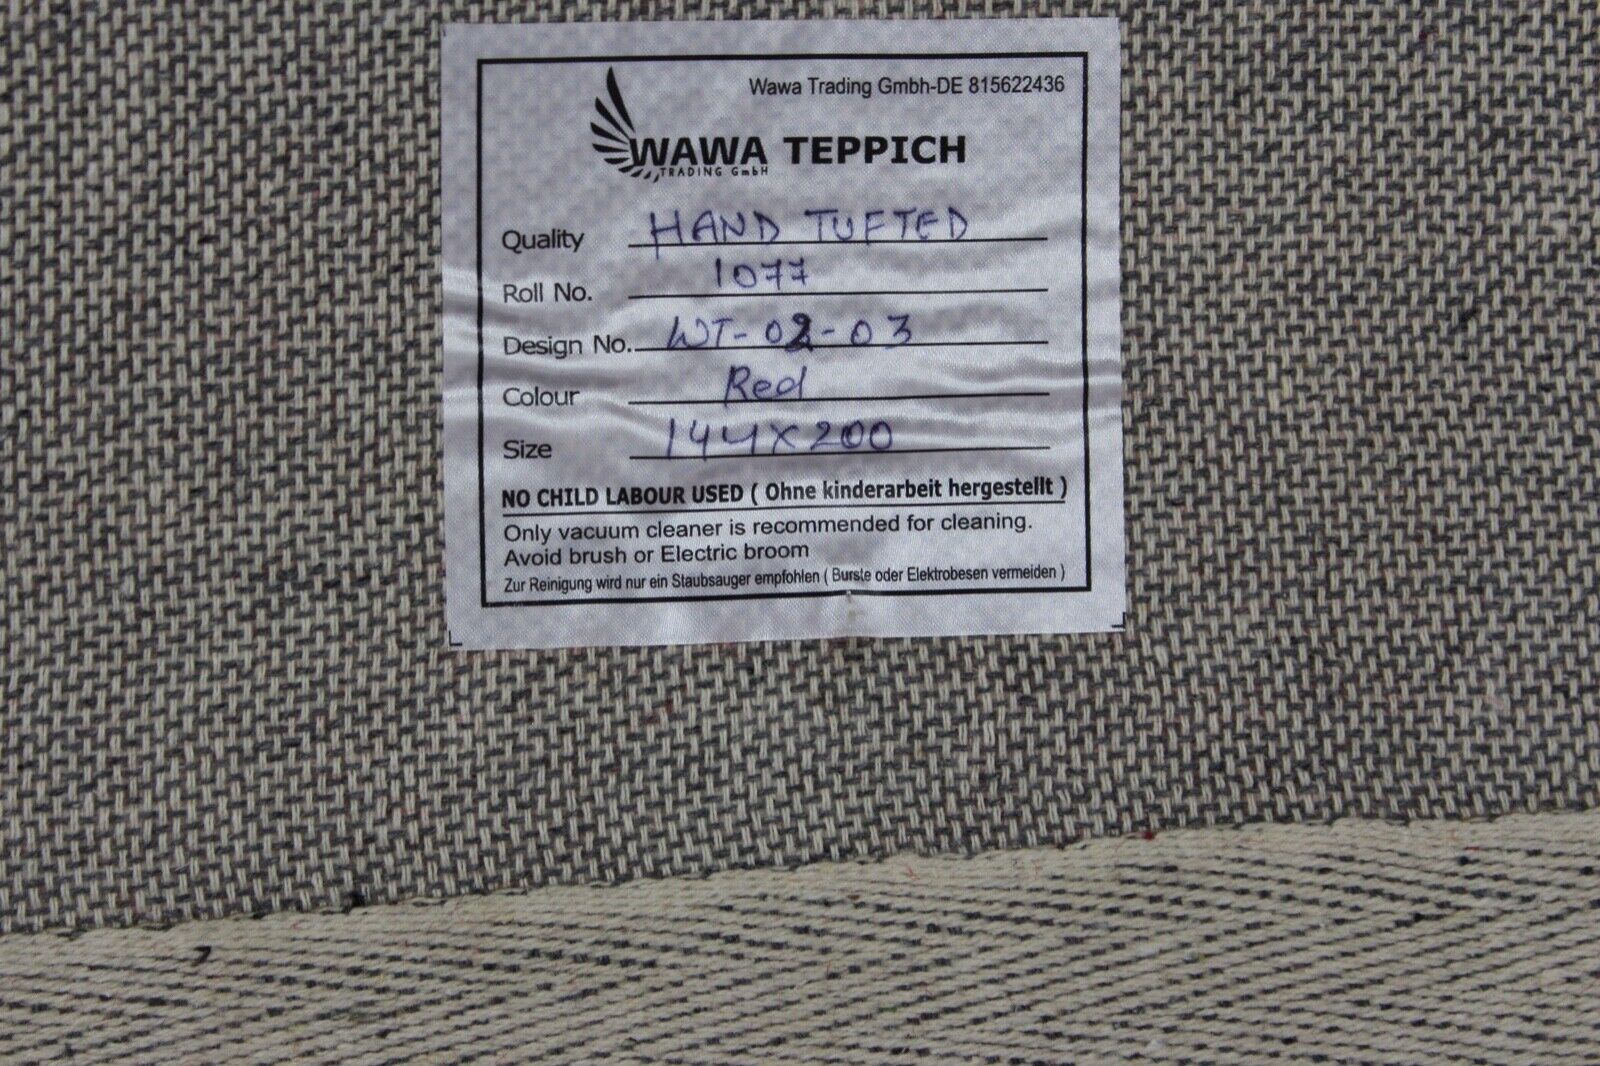 Wawa Trading Gmbh-DE 815622436
WAWA TEPPICH
TRADING GmbH
Quality HAND TUFTED
Roll No. 1077
Design No. WT-02-03
Colour Red
Size 144X200
NO CHILD LABOUR USED ( Ohne kinderarbeit hergestellt )
Only vacuum cleaner is recommended for cleaning.
Avoid brush or Electric broom
Zur Reinigung wird nur ein Staubsauger empfohlen ( Burste oder Elektrobesen vermeiden )